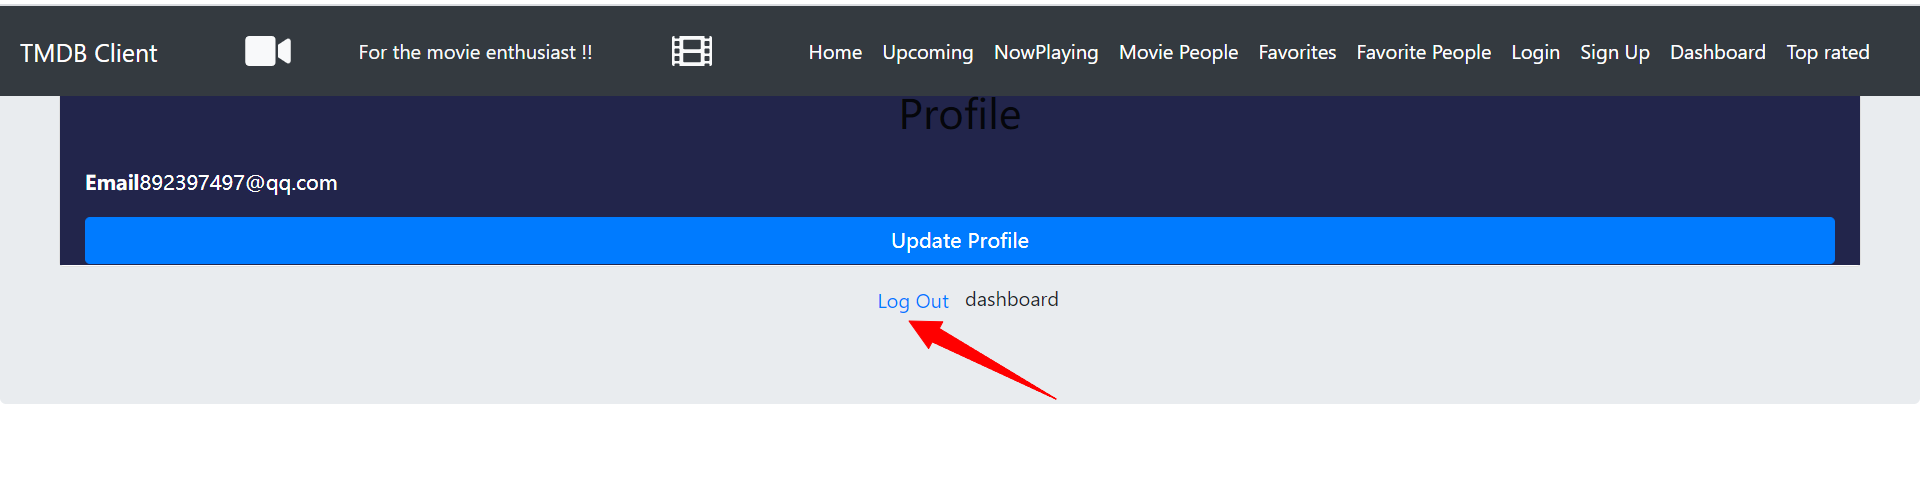 TMDB Client For the movie enthusiast !! Home Upcoming NowPlaying Movie People Favorites Favorite People Login Sign Up Dashboard Top rated
Profile
Email892397497@qq.com
Update Profile
Log Out dashboard